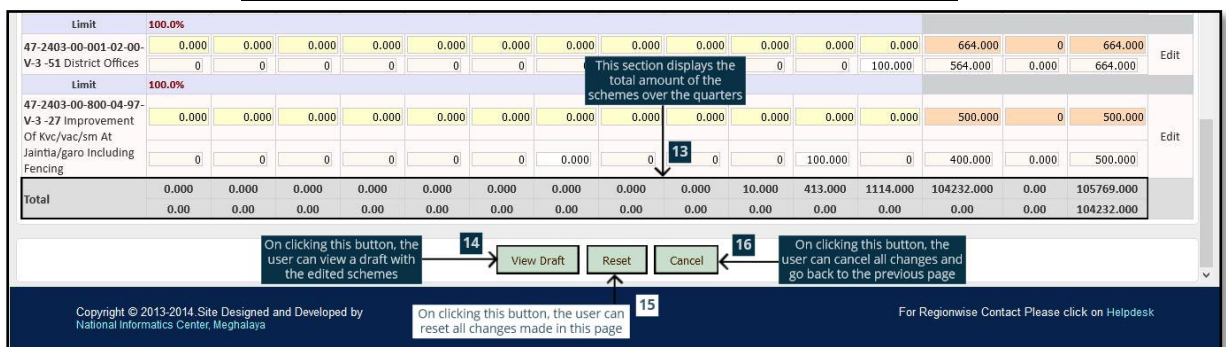 Limit 100.0%
47-2403-00-001-02-00- 0.000 0.000 0.000 0.000 0.000 0.000 0.000 0.000 0.000 0.000 0.000 0.000 664.000 0 664.000
V-3 -51 District Offices 0 0 0 0 0 0 0 0 0 100.000 564.000 0.000 664.000
Edit
This section displays the
total amount of the
schemes over the quarters
Limit 100.0%
47-2403-00-800-04-97-
V-3 -27 Improvement 0.000 0.000 0.000 0.000 0.000 0.000 0.000 0.000 0.000 0.000 0.000 0.000 500.000 0 500.000
Of Kvc/vac/sm At
Edit
Jaintia/garo Including 0 0 0 0 0 0.000 0 0 0 100.000 0 400.000 0.000 500.000
Fencing
13
Total 0.000 0.000 0.000 0.000 0.000 0.000 0.000 0.000 0.000 10.000 413.000 1114.000 104232.000 0.00 105769.000
0.00 0.00 0.00 0.00 0.00 0.00 0.00 0.00 0.00 0.00 0.00 0.00 0.00 0.00 104232.000
On clicking this button, the
user can view a draft with
the edited schemes
14
View Draft Reset Cancel
16
On clicking this button, the
user can cancel all changes and
go back to the previous page
15
On clicking this button, the user can
reset all changes made in this page
Copyright © 2013-2014.Site Designed and Developed by
National Informatics Center, Meghalaya
For Regionwise Contact Please click on Helpdesk